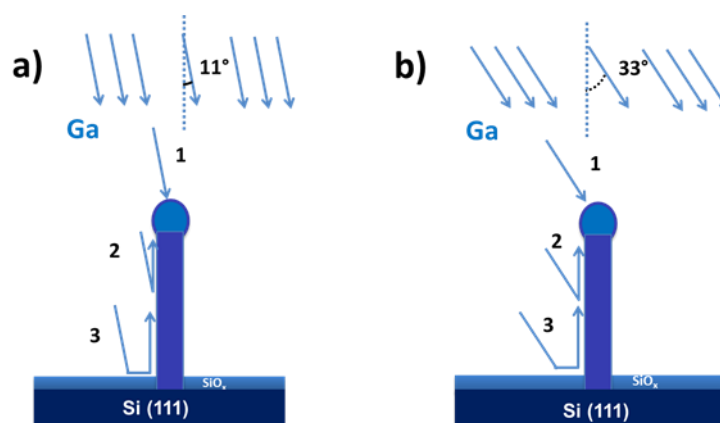 a)
11°
Ga
1
2
3
SiOx
Si (111)
b)
33°
Ga
1
2
3
SiOx
Si (111)